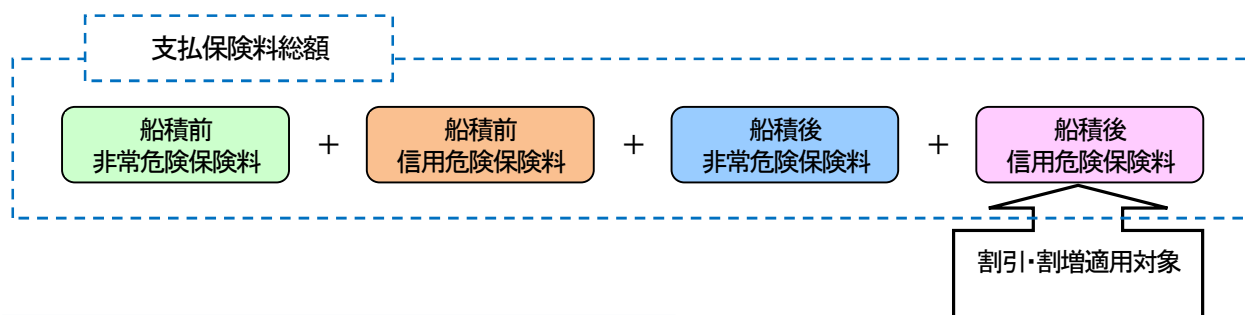 支払保険料総額
船積前
非常危険保険料
+
船積前
信用危険保険料
+
船積後
非常危険保険料
+
船積後
信用危険保険料
割引・割増適用対象